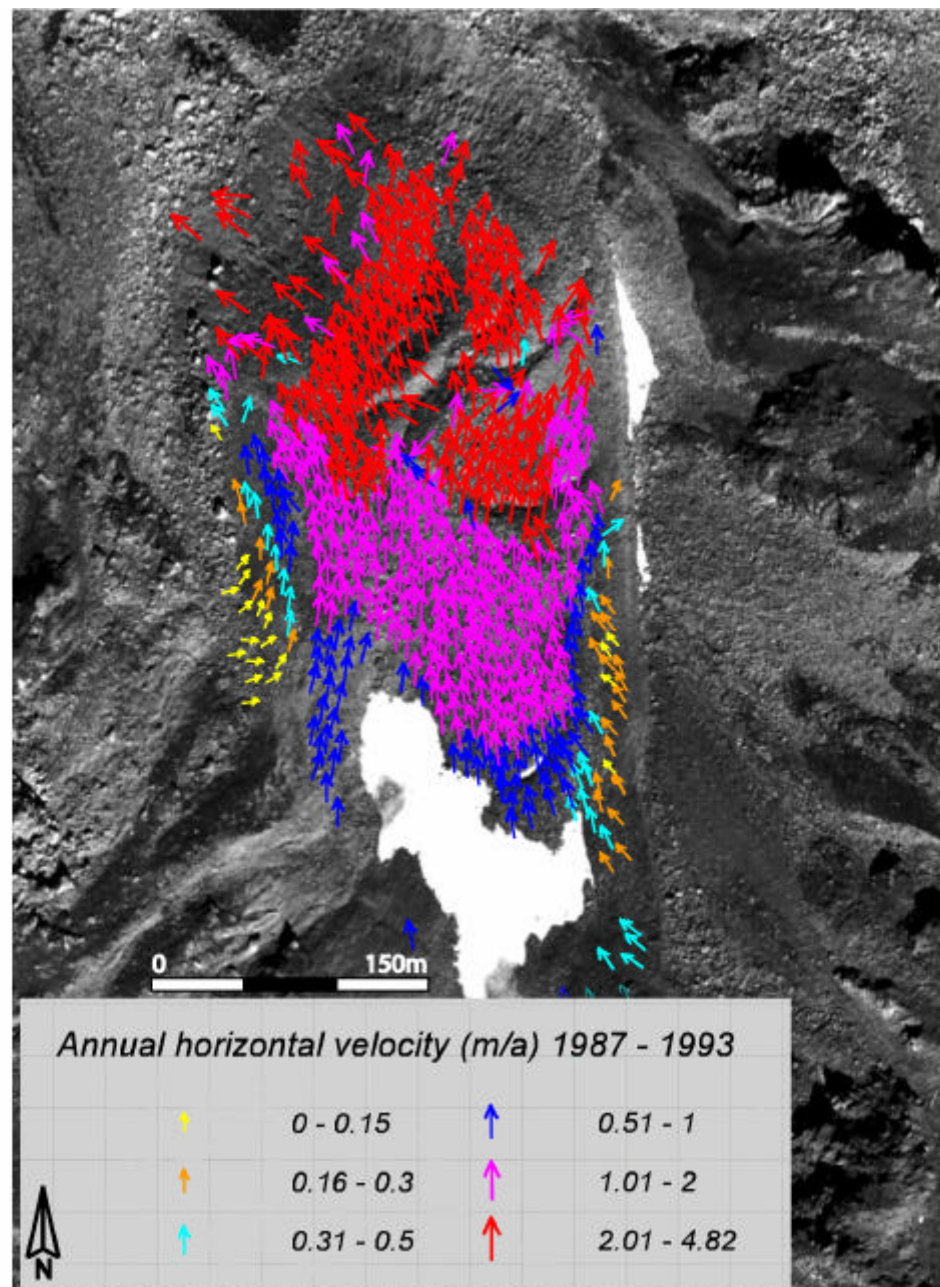 0 150m
Annual horizontal velocity (m/a) 1987 - 1993
0 - 0.15 0.51 - 1
0.16 - 0.3 1.01 - 2
0.31 - 0.5 2.01 - 4.82
N